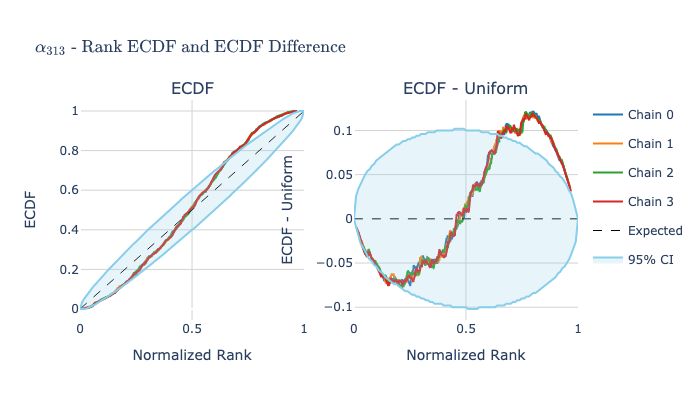 α₃₁₃ - Rank ECDF and ECDF Difference
ECDF
ECDF - Uniform
ECDF
1
0.8
0.6
0.4
0.2
0
0
0.5
1
Normalized Rank
ECDF - Uniform
0.1
0.05
0
−0.05
−0.1
0
0.5
1
Normalized Rank
Chain 0
Chain 1
Chain 2
Chain 3
Expected
95% CI